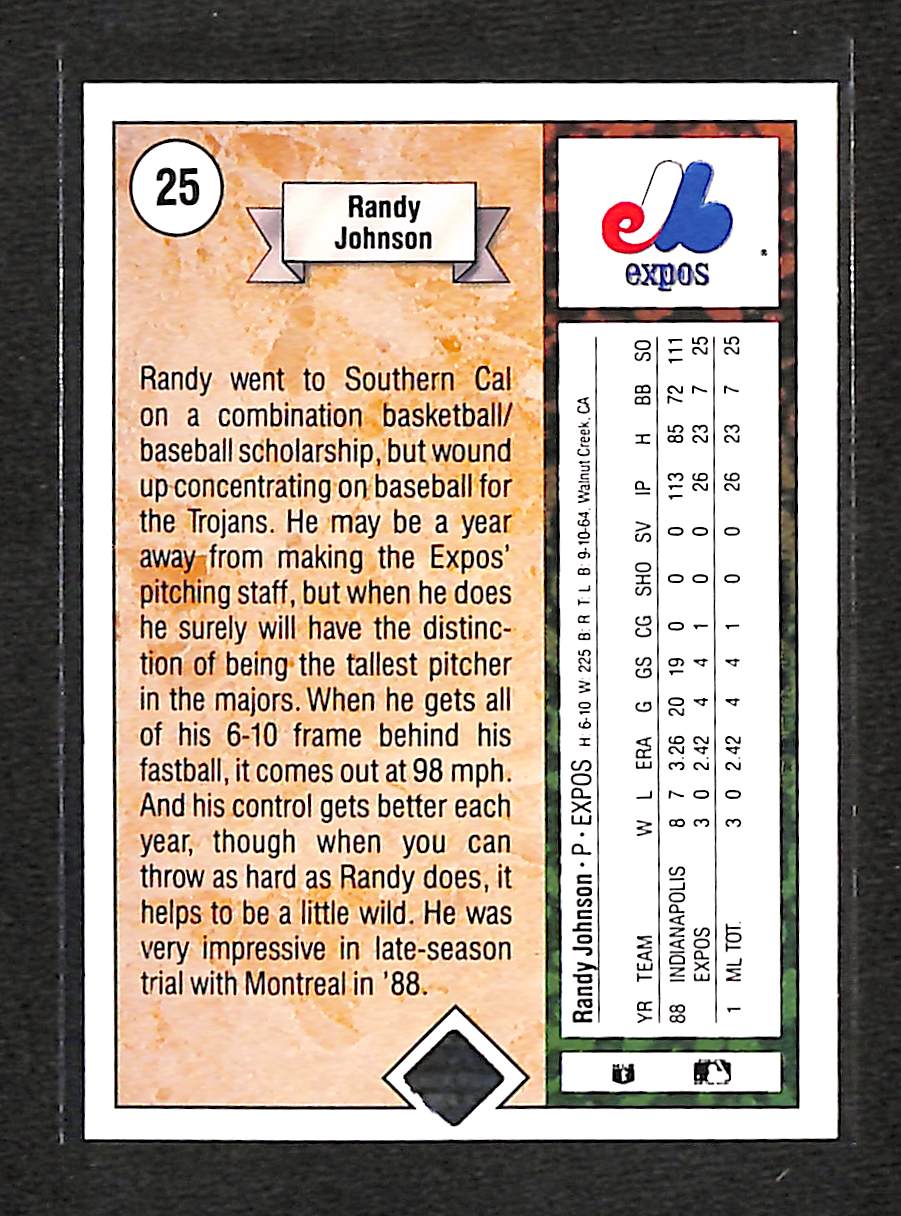 25
Randy
Johnson
Randy went to Southern Cal
on a combination basketball/
baseball scholarship, but wound
up concentrating on baseball for
the Trojans. He may be a year
away from making the Expos'
pitching staff, but when he does
he surely will have the distinc-
tion of being the tallest pitcher
in the majors. When he gets all
of his 6-10 frame behind his
fastball, it comes out at 98 mph.
And his control gets better each
year, though when you can
throw as hard as Randy does, it
helps to be a little wild. He was
very impressive in late-season
trial with Montreal in '88.
expos
Randy Johnson • P • EXPOS H: 6-10 W: 225 B: R T: L B: 9-10-64, Walnut Creek, CA
YR TEAM W L ERA G GS CG SHO SV IP H BB SO
88 INDIANAPOLIS 8 7 3.26 20 19 0 0 0 113 85 72 111
EXPOS 3 0 2.42 4 4 1 0 0 26 23 7 25
1 ML TOT. 3 0 2.42 4 4 1 0 0 26 23 7 25